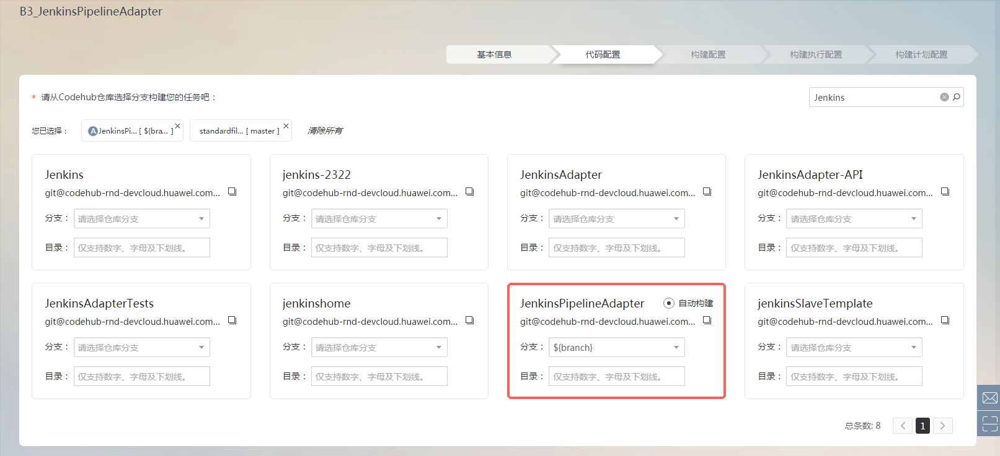 B3_JenkinsPipelineAdapter
基本信息
代码配置
构建配置
构建执行配置
构建计划配置
* 请从Codehub仓库选择分支构建您的任务吧：
Jenkins
您已选择：
A JenkinsPi... [ ${bra... ]
standardfil... [ master ]
清除所有
Jenkins
git@codehub-rnd-devcloud.huawei.com...
分支： 请选择仓库分支
目录： 仅支持数字、字母及下划线。
jenkins-2322
git@codehub-rnd-devcloud.huawei.com...
分支： 请选择仓库分支
目录： 仅支持数字、字母及下划线。
JenkinsAdapter
git@codehub-rnd-devcloud.huawei.com...
分支： 请选择仓库分支
目录： 仅支持数字、字母及下划线。
JenkinsAdapter-API
git@codehub-rnd-devcloud.huawei.com...
分支： 请选择仓库分支
目录： 仅支持数字、字母及下划线。
JenkinsAdapterTests
git@codehub-rnd-devcloud.huawei.com...
分支： 请选择仓库分支
目录： 仅支持数字、字母及下划线。
jenkinshome
git@codehub-rnd-devcloud.huawei.com...
分支： 请选择仓库分支
目录： 仅支持数字、字母及下划线。
JenkinsPipelineAdapter 自动构建
git@codehub-rnd-devcloud.huawei.com...
分支： ${branch}
目录： 仅支持数字、字母及下划线。
jenkinsSlaveTemplate
git@codehub-rnd-devcloud.huawei.com...
分支： 请选择仓库分支
目录： 仅支持数字、字母及下划线。
总条数: 8
1